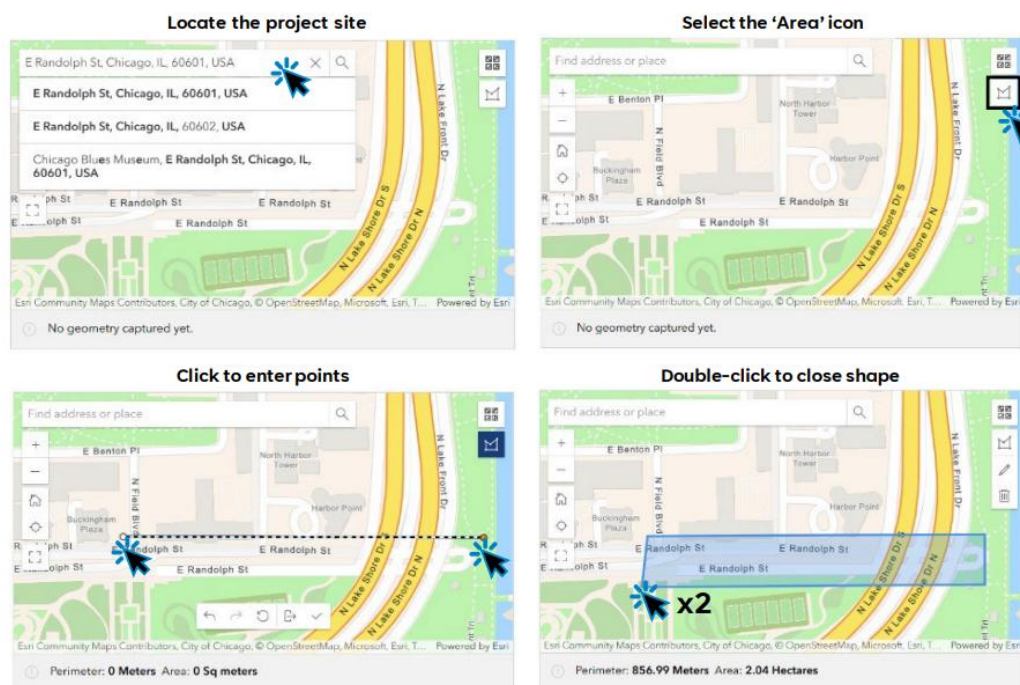 Locate the project site
E Randolph St, Chicago, IL, 60601, USA
E Randolph St, Chicago, IL, 60601, USA
E Randolph St, Chicago, IL, 60602, USA
Chicago Blues Museum, E Randolph St, Chicago, IL,
60601, USA
N Lake Front Dr
E Randolph St
E Randolph St
E Randolph St
N Lake Shore Dr S
N Lake Shore Dr N
Esri Community Maps Contributors, City of Chicago, © OpenStreetMap, Microsoft, Esri, T... Powered by Esri
No geometry captured yet.
Select the ‘Area’ icon
Find address or place
E Benton Pl
North Harbor
Tower
N Lake Front Dr
N Field Blvd
Harbor Point
Buckingham
Plaza
E Randolph St
E Randolph St
E Randolph St
N Lake Shore Dr S
N Lake Shore Dr N
Esri Community Maps Contributors, City of Chicago, © OpenStreetMap, Microsoft, Esri, T... Powered by Esri
No geometry captured yet.
Click to enter points
Find address or place
E Benton Pl
North Harbor
Tower
N Lake Front Dr
N Field Blvd
Harbor Point
Buckingham
Plaza
ndolph St
E Randolph St
E Randolph St
N Lake Shore Dr S
N Lake Shore Dr N
Esri Community Maps Contributors, City of Chicago, © OpenStreetMap, Microsoft, Esri, T... Powered by Esri
Perimeter: 0 Meters Area: 0 Sq meters
Double-click to close shape
Find address or place
E Benton Pl
North Harbor
Tower
N Lake Front Dr
N Field Blvd
Harbor Point
Buckingham
Plaza
E Randolph St
E Randolph St
E Randolph St
N Lake Shore Dr S
N Lake Shore Dr N
x2
Esri Community Maps Contributors, City of Chicago, © OpenStreetMap, Microsoft, Esri, T... Powered by Esri
Perimeter: 856.99 Meters Area: 2.04 Hectares